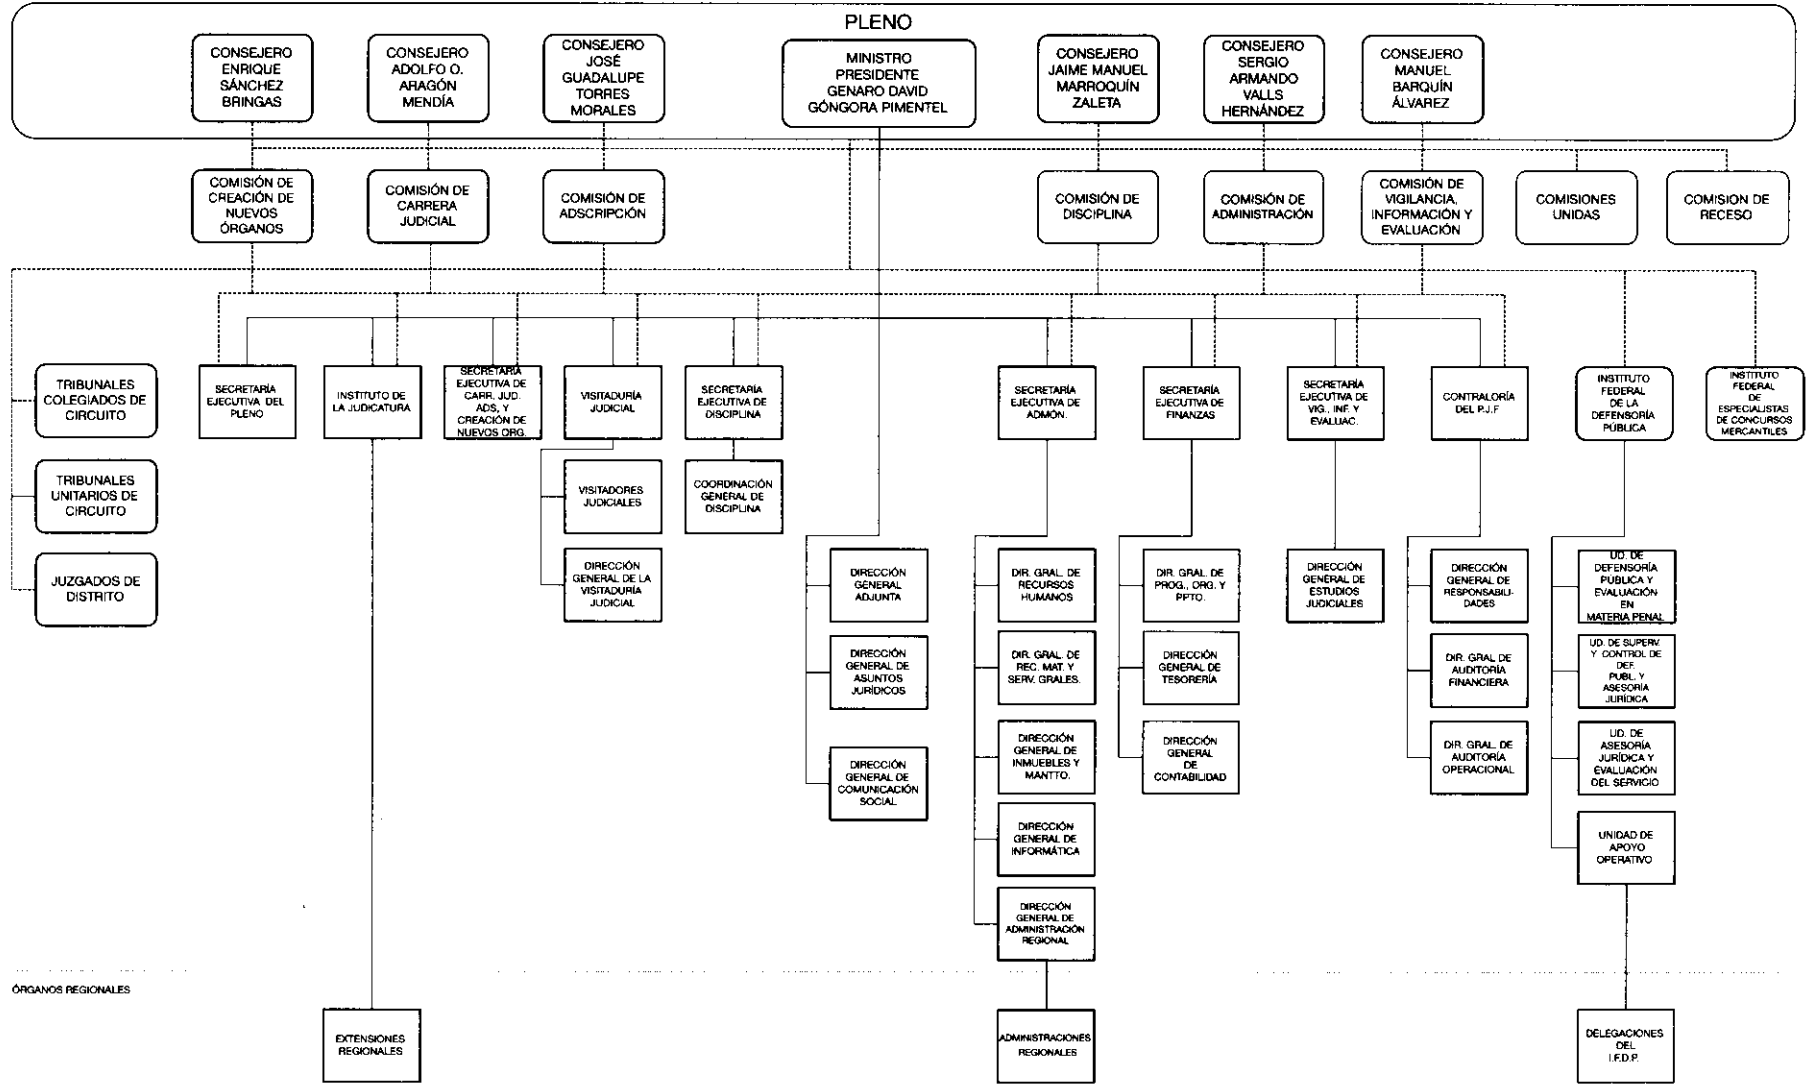 PLENO
CONSEJERO
ENRIQUE
SÁNCHEZ
BRINGAS
CONSEJERO
ADOLFO O.
ARAGÓN
MENDÍA
CONSEJERO
JOSÉ
GUADALUPE
TORRES
MORALES
MINISTRO
PRESIDENTE
GENARO DAVID
GÓNGORA PIMENTEL
CONSEJERO
JAIME MANUEL
MARROQUÍN
ZALETA
CONSEJERO
SERGIO
ARMANDO
VALLS
HERNÁNDEZ
CONSEJERO
MANUEL
BARQUÍN
ÁLVAREZ
COMISIÓN DE
CREACIÓN DE
NUEVOS
ÓRGANOS
COMISIÓN DE
CARRERA
JUDICIAL
COMISIÓN DE
ADSCRIPCIÓN
COMISIÓN DE
DISCIPLINA
COMISIÓN DE
ADMINISTRACIÓN
COMISIÓN DE
VIGILANCIA,
INFORMACIÓN Y
EVALUACIÓN
COMISIONES
UNIDAS
COMISION DE
RECESO
TRIBUNALES
COLEGIADOS DE
CIRCUITO
SECRETARÍA
EJECUTIVA DEL
PLENO
INSTITUTO DE
LA JUDICATURA
SECRETARÍA
EJECUTIVA DE
CARR. JUD.
ADS, Y
CREACIÓN DE
NUEVOS ORG.
VISITADURÍA
JUDICIAL
SECRETARÍA
EJECUTIVA DE
DISCIPLINA
SECRETARÍA
EJECUTIVA DE
ADMÓN.
SECRETARÍA
EJECUTIVA DE
FINANZAS
SECRETARÍA
EJECUTIVA DE
VIG., INF. Y
EVALUAC.
CONTRALORÍA
DEL P.J.F
INSTITUTO
FEDERAL
DE LA
DEFENSORÍA
PÚBLICA
INSTITUTO
FEDERAL
DE
ESPECIALISTAS
DE CONCURSOS
MERCANTILES
TRIBUNALES
UNITARIOS DE
CIRCUITO
VISITADORES
JUDICIALES
COORDINACIÓN
GENERAL DE
DISCIPLINA
JUZGADOS DE
DISTRITO
DIRECCIÓN
GENERAL DE LA
VISITADURÍA
JUDICIAL
DIRECCIÓN
GENERAL
ADJUNTA
DIR. GRAL. DE
RECURSOS
HUMANOS
DIR. GRAL. DE
PROG., ORG. Y
PPTO.
DIRECCIÓN
GENERAL DE
ESTUDIOS
JUDICIALES
DIRECCIÓN
GENERAL DE
RESPONSABILI-
DADES
UD. DE
DEFENSORÍA
PÚBLICA Y
EVALUACIÓN
EN
MATERIA PENAL
DIRECCIÓN
GENERAL DE
ASUNTOS
JURÍDICOS
DIR. GRAL. DE
REC. MAT. Y
SERV. GRALES.
DIRECCIÓN
GENERAL DE
TESORERÍA
DIR. GRAL. DE
AUDITORÍA
FINANCIERA
UD. DE SUPERV.
Y CONTROL DE
DEF.
PUBL. Y
ASESORÍA
JURÍDICA
DIRECCIÓN
GENERAL DE
COMUNICACIÓN
SOCIAL
DIRECCIÓN
GENERAL DE
INMUEBLES Y
MANTTO.
DIRECCIÓN
GENERAL
DE
CONTABILIDAD
DIR. GRAL. DE
AUDITORÍA
OPERACIONAL
UD. DE
ASESORÍA
JURÍDICA Y
EVALUACIÓN
DEL SERVICIO
DIRECCIÓN
GENERAL DE
INFORMÁTICA
UNIDAD DE
APOYO
OPERATIVO
DIRECCIÓN
GENERAL DE
ADMINISTRACIÓN
REGIONAL
ÓRGANOS REGIONALES
EXTENSIONES
REGIONALES
ADMINISTRACIONES
REGIONALES
DELEGACIONES
DEL
I.F.D.P.